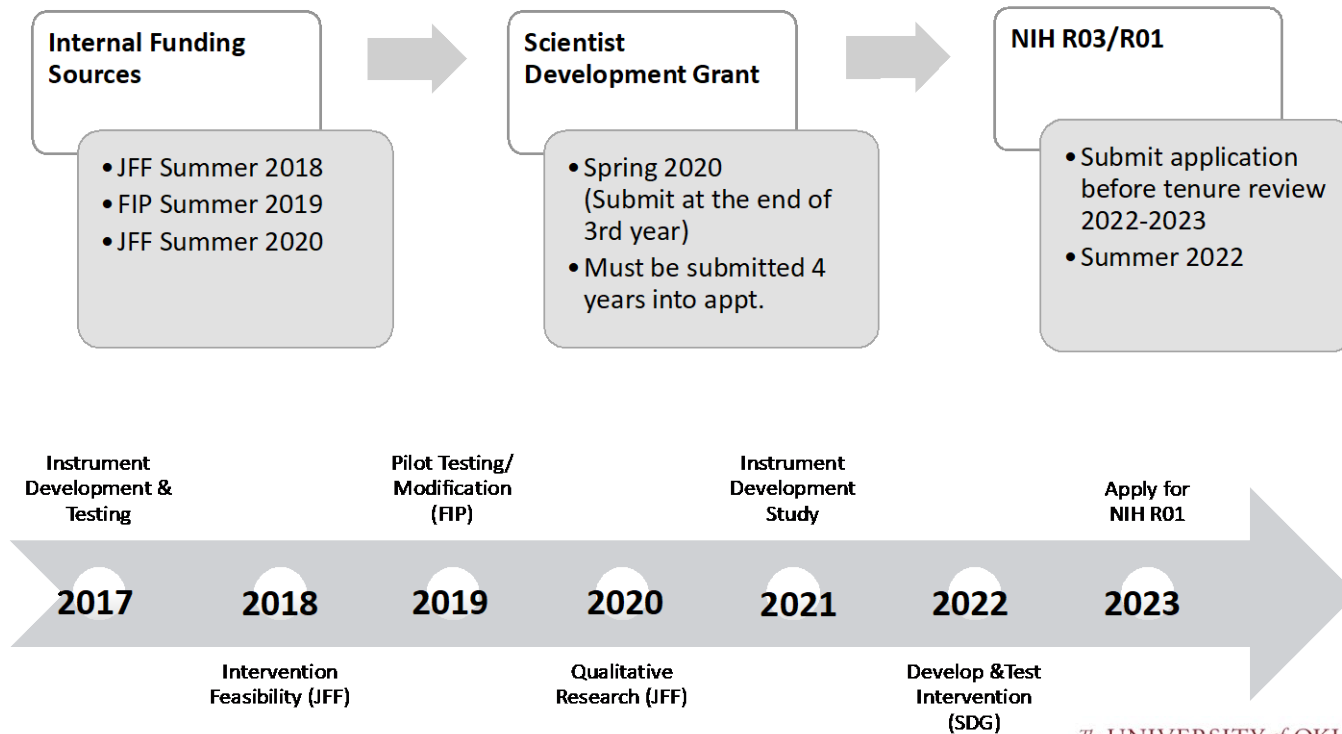 Internal Funding
Sources
• JFF Summer 2018
• FIP Summer 2019
• JFF Summer 2020
Scientist
Development Grant
• Spring 2020
(Submit at the end of
3rd year)
• Must be submitted 4
years into appt.
NIH R03/R01
• Submit application
before tenure review
2022-2023
• Summer 2022
Instrument
Development &
Testing
Pilot Testing/
Modification
(FIP)
Instrument
Development
Study
Apply for
NIH R01
2017 2018 2019 2020 2021 2022 2023
Intervention
Feasibility (JFF)
Qualitative
Research (JFF)
Develop &Test
Intervention
(SDG)
The UNIVERSITY of